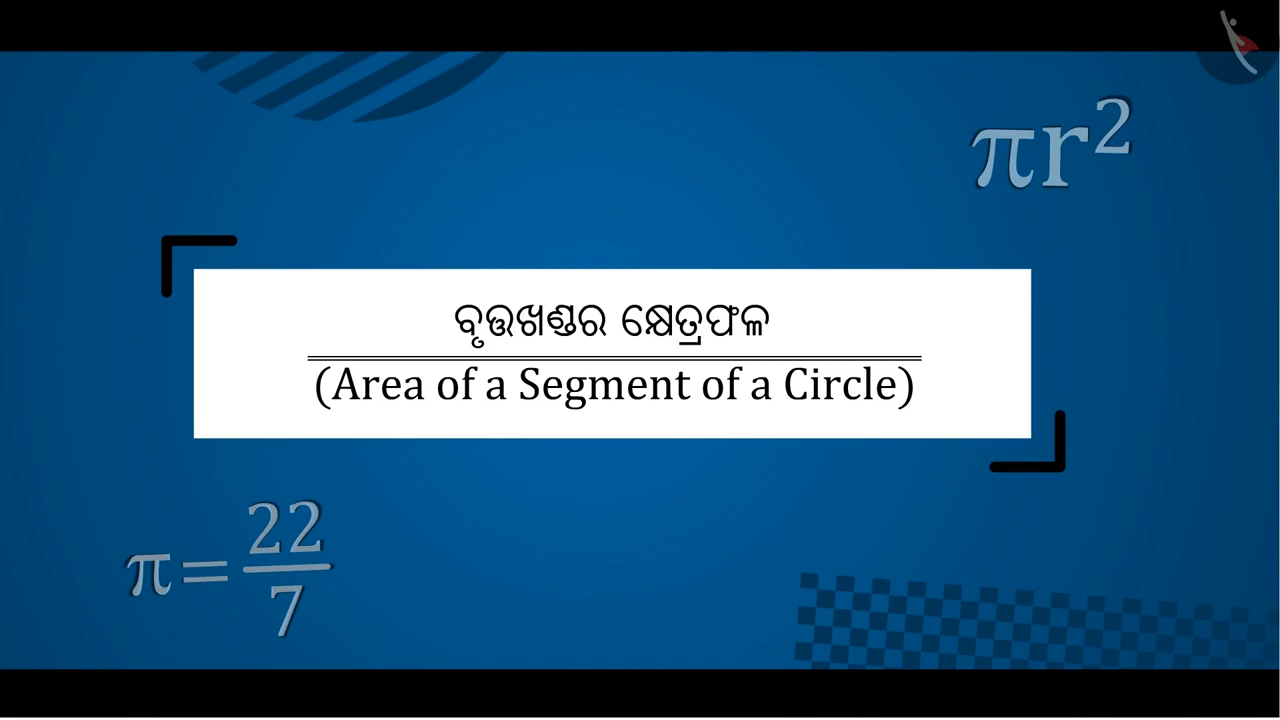 πr²
ବୃତ୍ତଖଣ୍ଡର କ୍ଷେତ୍ରଫଳ
(Area of a Segment of a Circle)
π=22/7